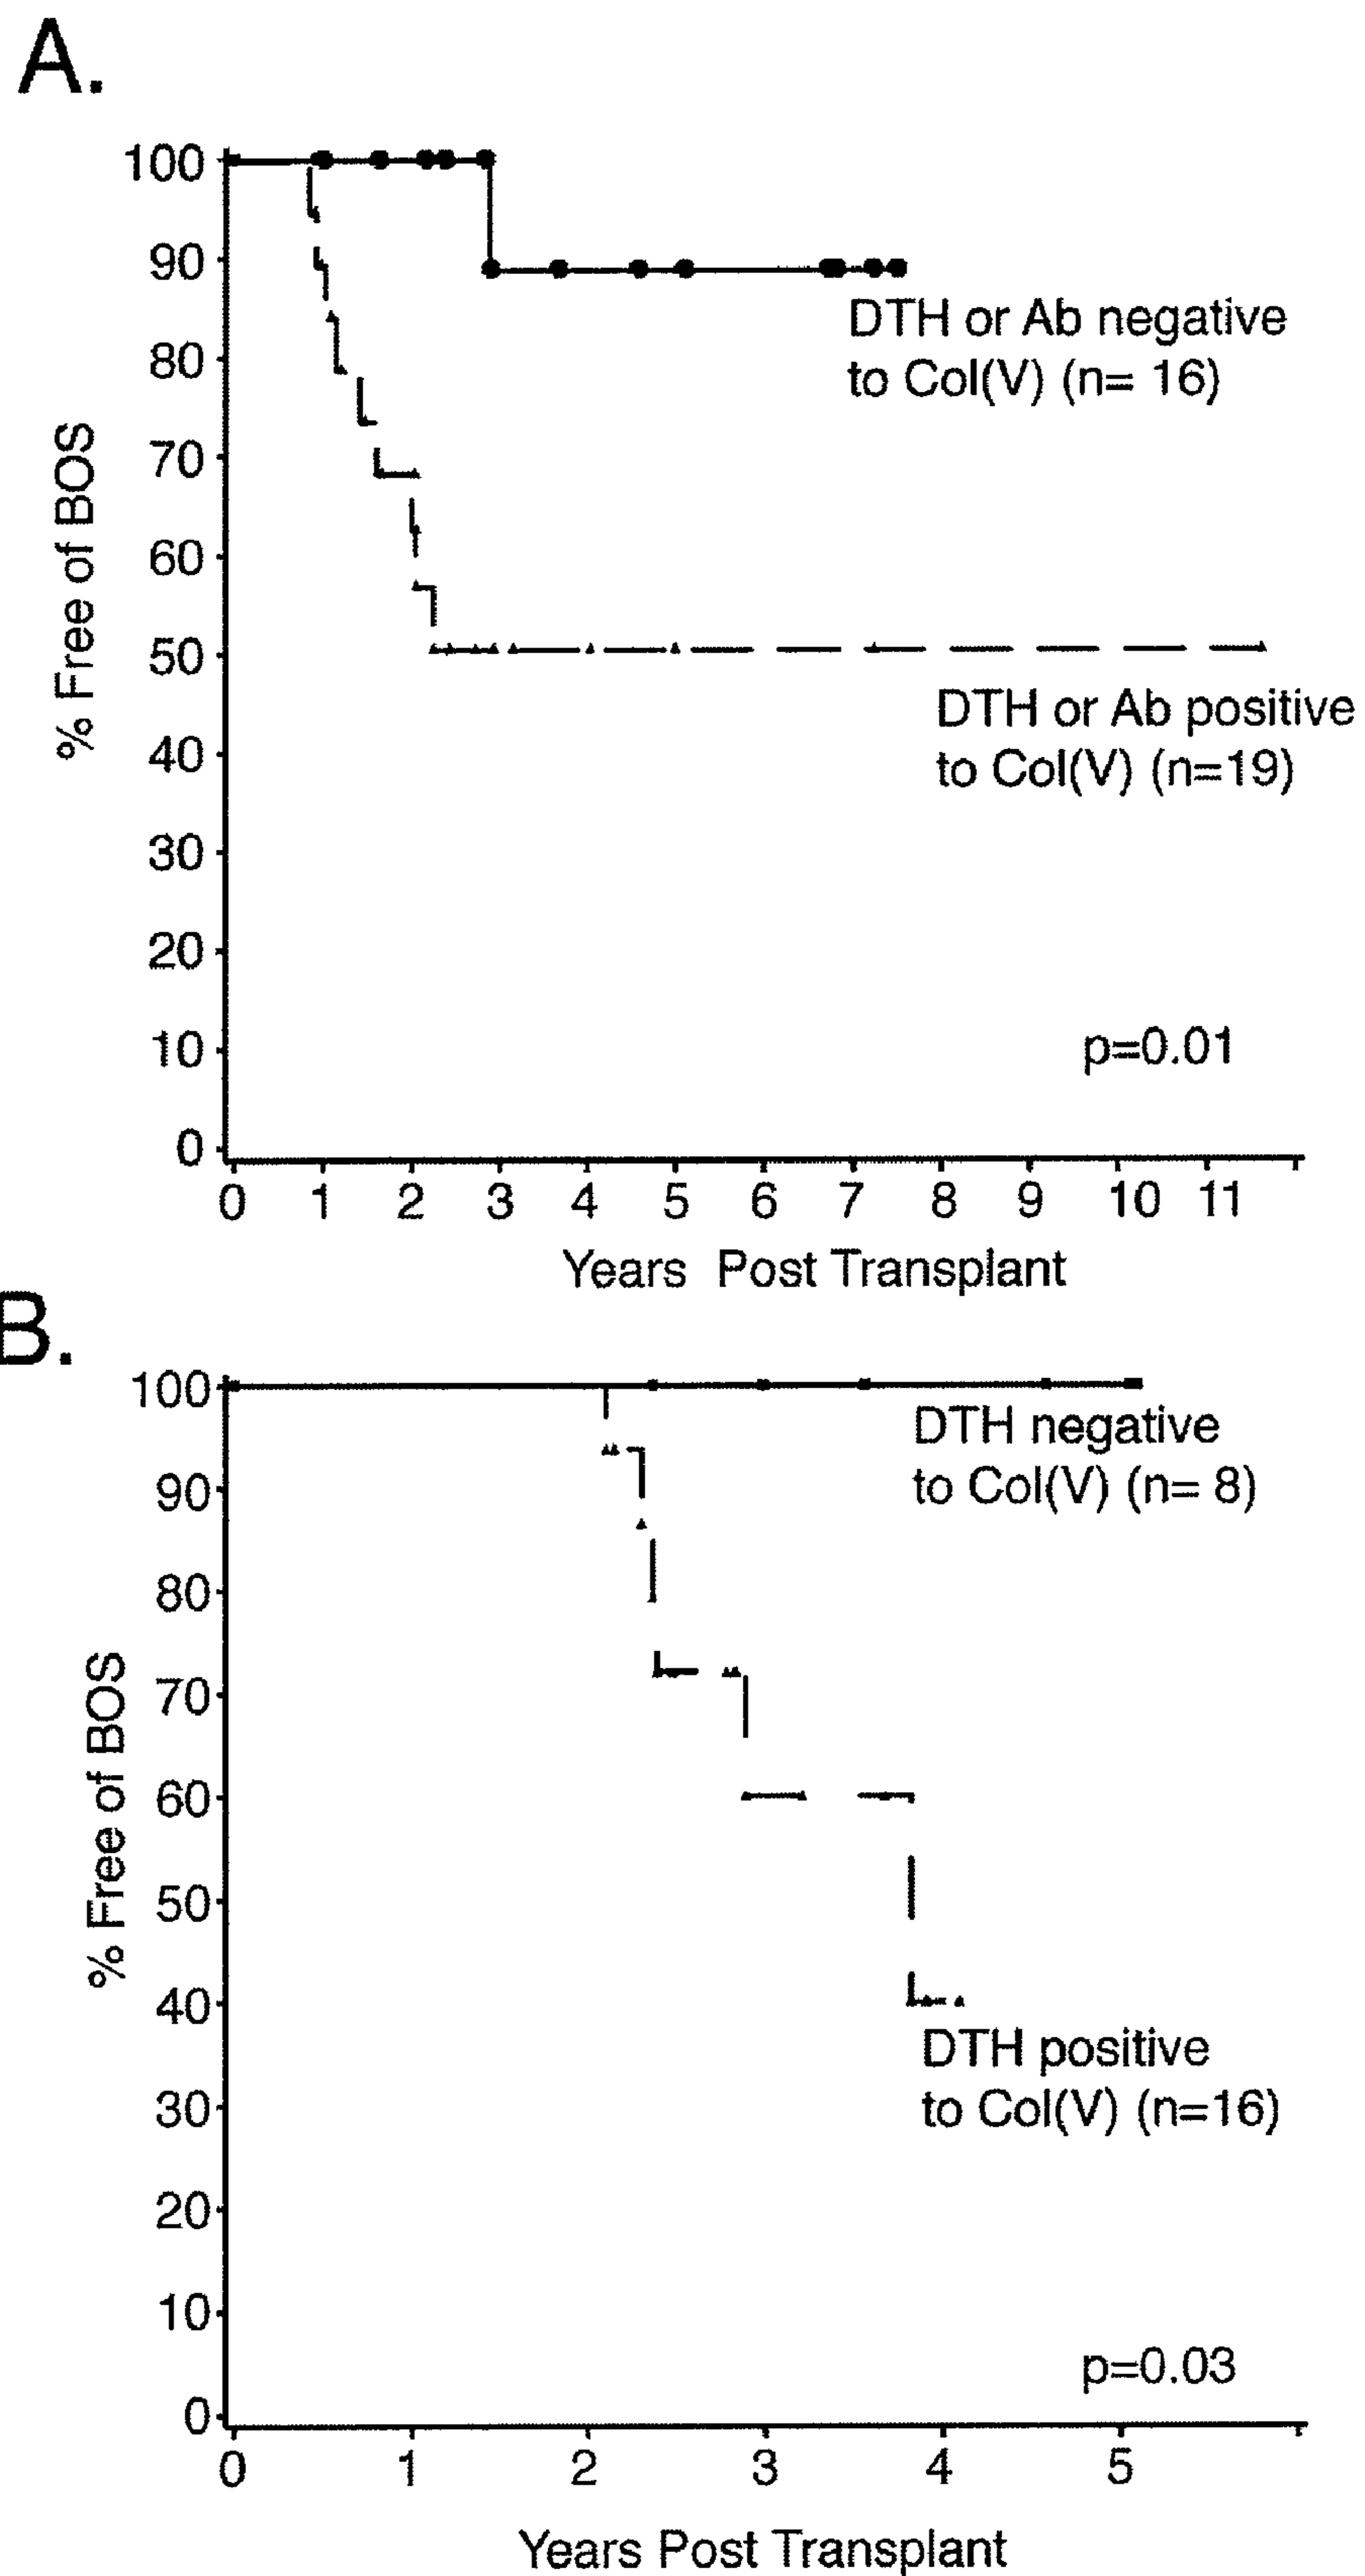 A.
100
90
80
70
60
50
40
30
20
10
0
% Free of BOS
DTH or Ab negative
to Col(V) (n= 16)
DTH or Ab positive
to Col(V) (n=19)
p=0.01
0 1 2 3 4 5 6 7 8 9 10 11
Years Post Transplant
B.
100
90
80
70
60
50
40
30
20
10
0
% Free of BOS
DTH negative
to Col(V) (n= 8)
DTH positive
to Col(V) (n=16)
p=0.03
0 1 2 3 4 5
Years Post Transplant